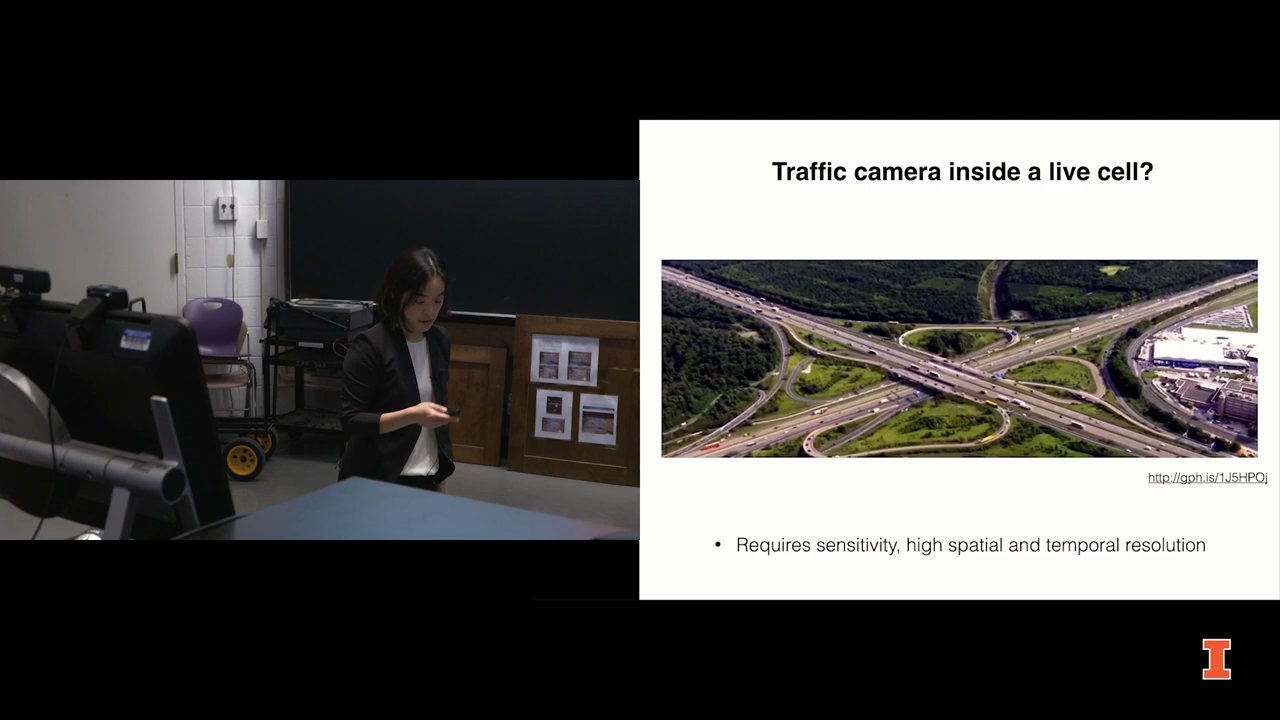 Traffic camera inside a live cell?
http://gph.is/1J5HPOj
• Requires sensitivity, high spatial and temporal resolution
I